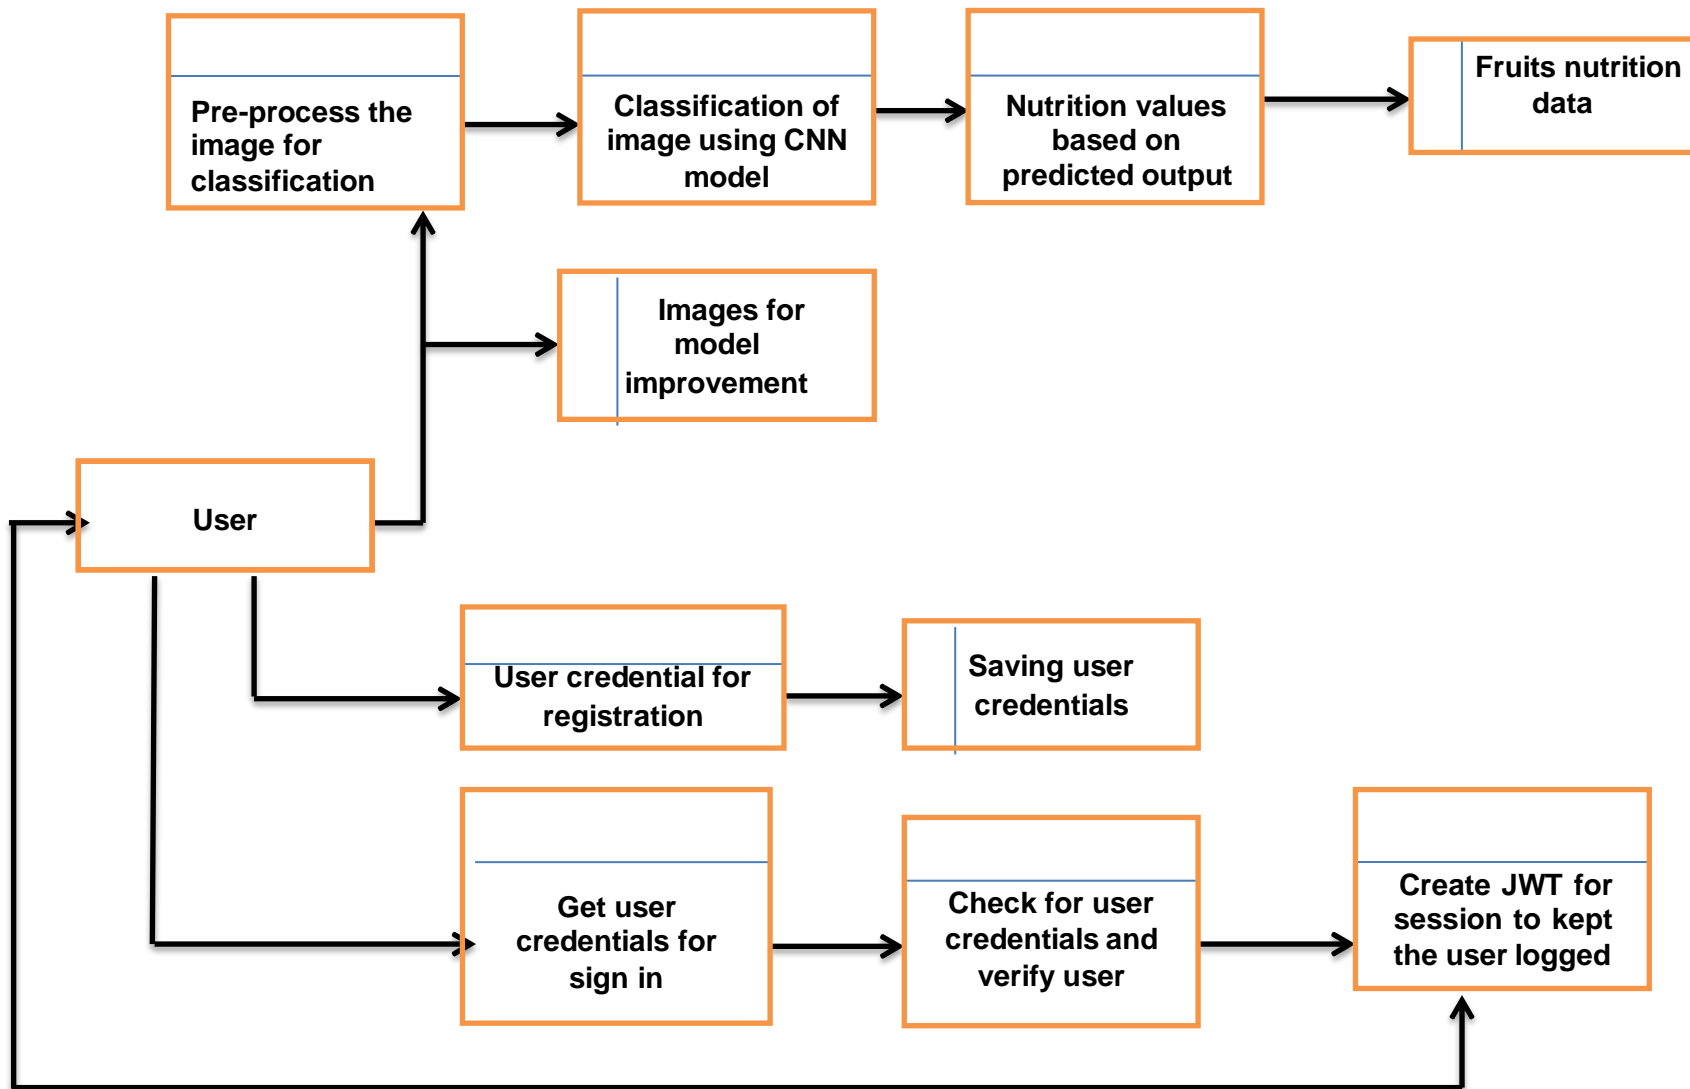 Pre-process the
image for
classification
Classification of
image using CNN
model
Nutrition values
based on
predicted output
Fruits nutrition
data
Images for
model
improvement
User
User credential for
registration
Saving user
credentials
Get user
credentials for
sign in
Check for user
credentials and
verify user
Create JWT for
session to kept
the user logged